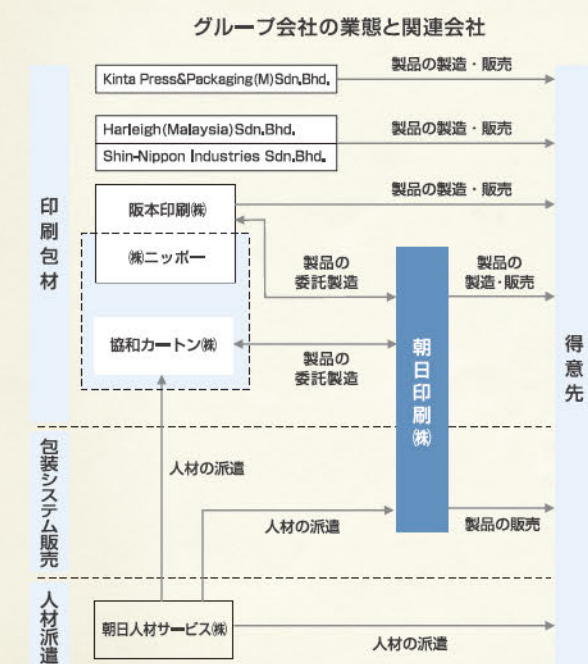 グループ会社の業態と関連会社
Kinta Press&Packaging(M)Sdn.Bhd.
製品の製造・販売
Harleigh(Malaysia)Sdn.Bhd.
Shin-Nippon Industries Sdn.Bhd.
製品の製造・販売
阪本印刷㈱
製品の製造・販売
㈱ニッポー
製品の
委託製造
製品の
製造・販売
協和カートン㈱
製品の
委託製造
朝日印刷㈱
印刷包材
得意先
人材の派遣
人材の派遣
製品の販売
包装システム販売
人材派遣
朝日人材サービス㈱
人材の派遣